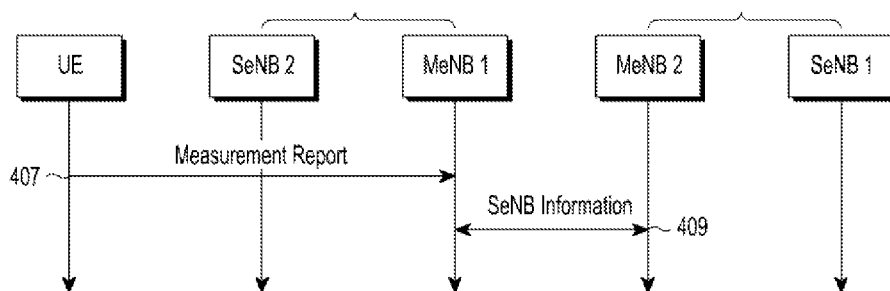 UE
SeNB 2
MeNB 1
MeNB 2
SeNB 1
Measurement Report
407
SeNB Information
409